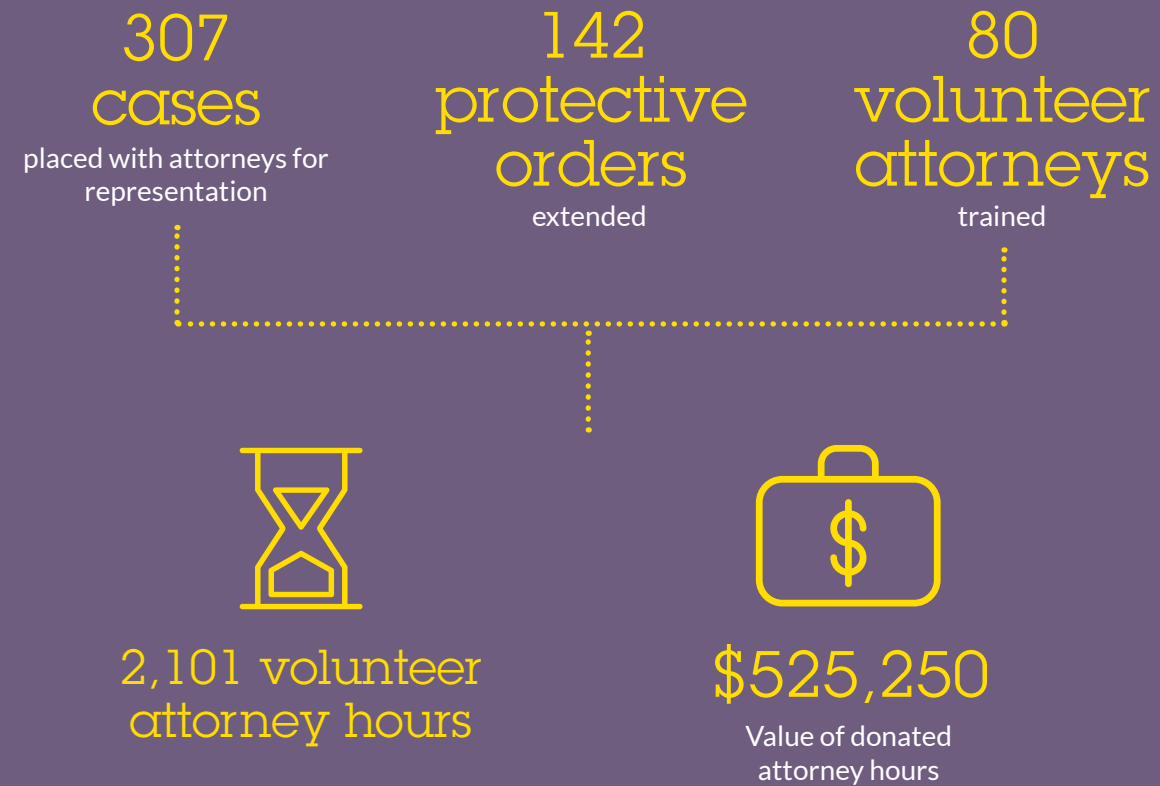 307
cases
placed with attorneys for
representation
142
protective
orders
extended
80
volunteer
attorneys
trained
2,101 volunteer
attorney hours
$
$525,250
Value of donated
attorney hours